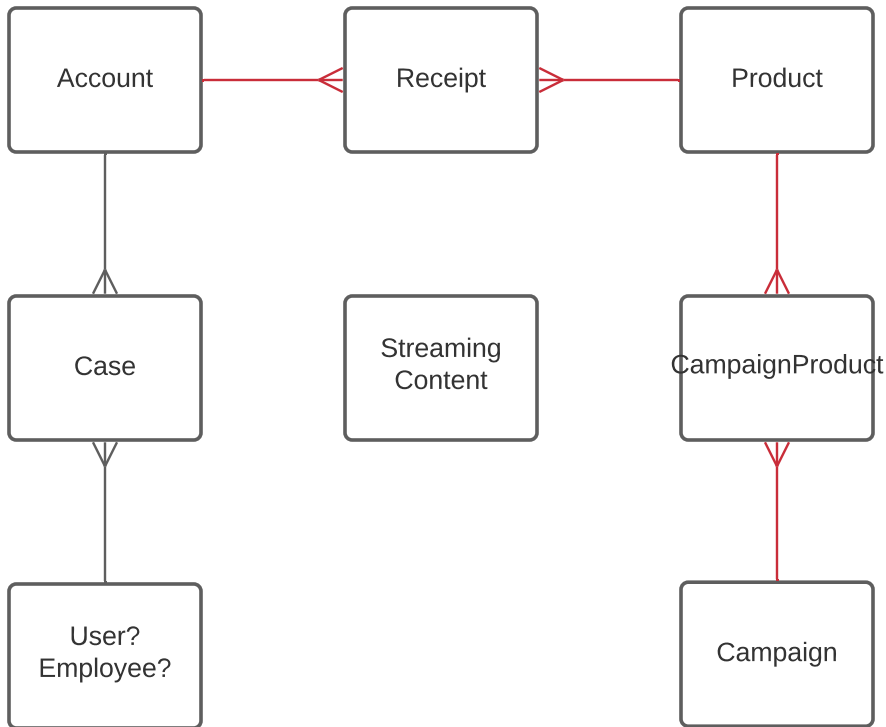 Account
Receipt
Product
Case
Streaming
Content
CampaignProduct
User?
Employee?
Campaign